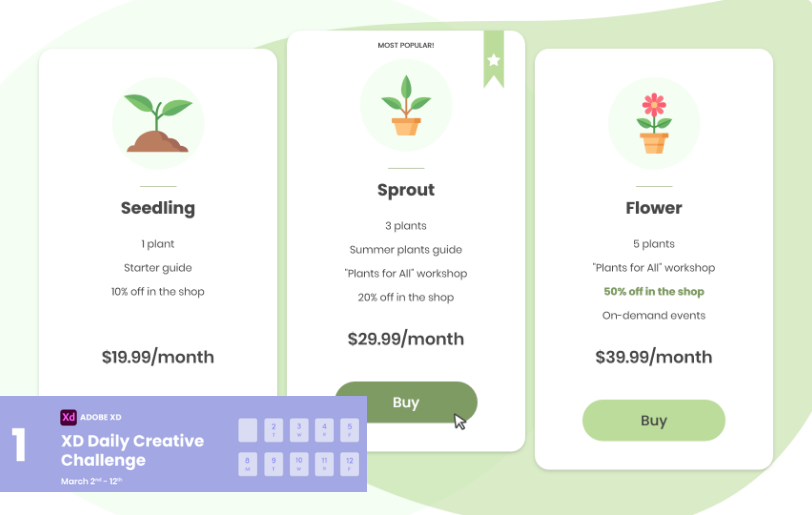 MOST POPULAR!
Seedling
1 plant
Starter guide
10% off in the shop
$19.99/month
Sprout
3 plants
Summer plants guide
"Plants for All" workshop
20% off in the shop
$29.99/month
Buy
Flower
5 plants
"Plants for All" workshop
50% off in the shop
On-demand events
$39.99/month
Buy
1
Xd ADOBE XD
XD Daily Creative
Challenge
March 2nd - 12th
2 3 4 5
T W
8 9 10 11 12